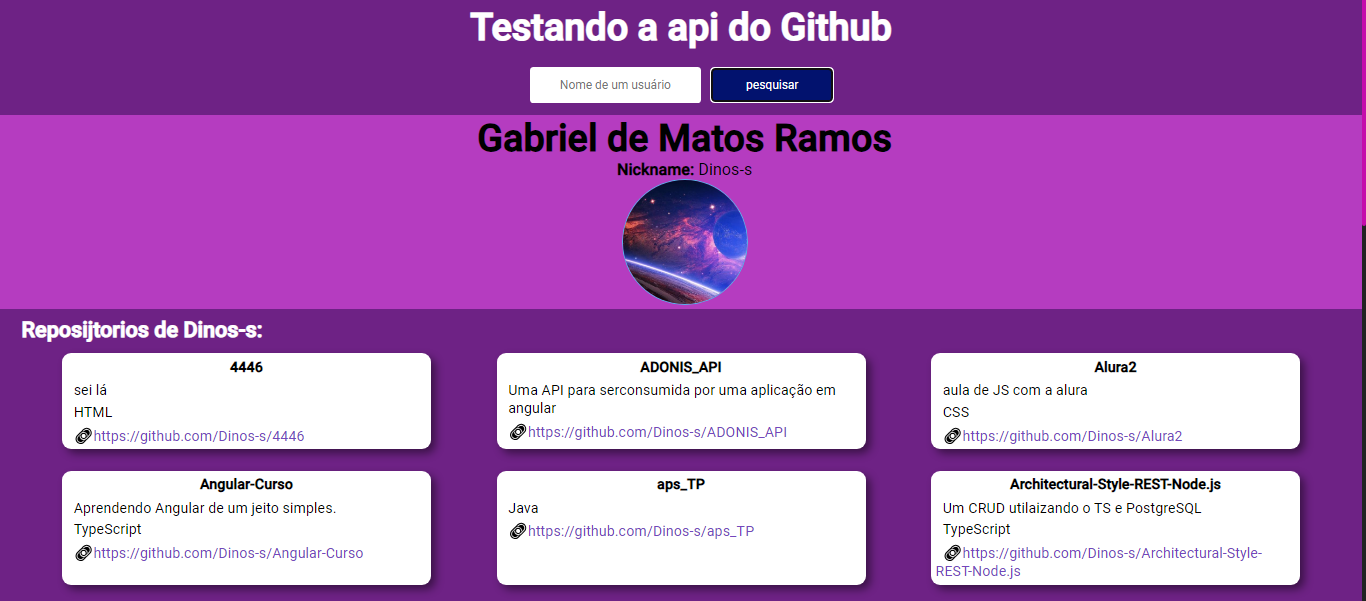 Testando a api do Github
Nome de um usuário
pesquisar
Gabriel de Matos Ramos
Nickname: Dinos-s
Reposijtorios de Dinos-s:
4446
sei lá
HTML
https://github.com/Dinos-s/4446
ADONIS_API
Uma API para serconsumida por uma aplicação em
angular
https://github.com/Dinos-s/ADONIS_API
Alura2
aula de JS com a alura
CSS
https://github.com/Dinos-s/Alura2
Angular-Curso
Aprendendo Angular de um jeito simples.
TypeScript
https://github.com/Dinos-s/Angular-Curso
aps_TP
Java
https://github.com/Dinos-s/aps_TP
Architectural-Style-REST-Node.js
Um CRUD utilaizando o TS e PostgreSQL
TypeScript
https://github.com/Dinos-s/Architectural-Style-
REST-Node.js